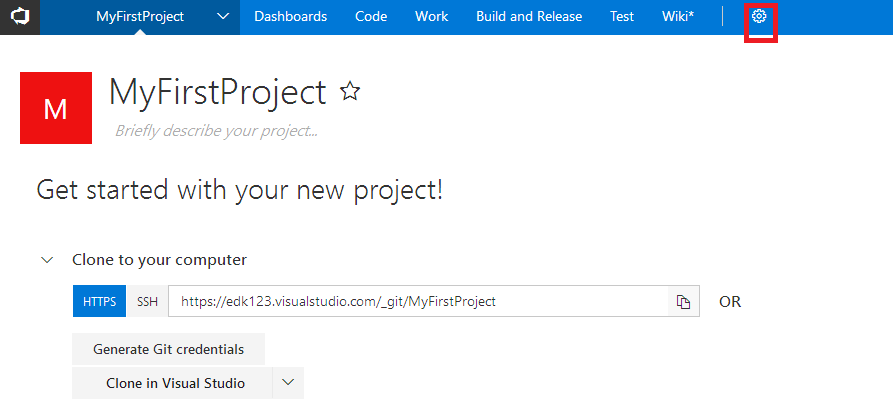 MyFirstProject Dashboards Code Work Build and Release Test Wiki*
M
MyFirstProject
Briefly describe your project...
Get started with your new project!
Clone to your computer
HTTPS SSH https://edk123.visualstudio.com/_git/MyFirstProject OR
Generate Git credentials
Clone in Visual Studio